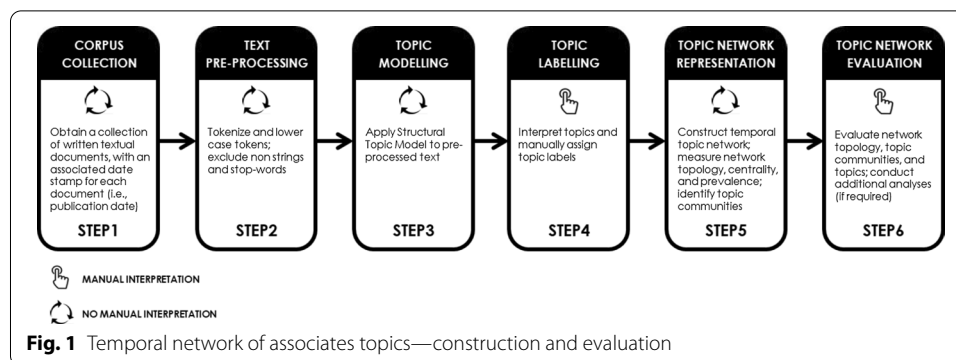 CORPUS
COLLECTION
Obtain a collection
of written textual
documents, with an
associated date
stamp for each
document (i.e.,
publication date)
STEP1
TEXT
PRE-PROCESSING
Tokenize and lower
case tokens;
exclude non strings
and stop-words
STEP2
TOPIC
MODELLING
Apply Structural
Topic Model to pre-
processed text
STEP3
TOPIC
LABELLING
Interpret topics and
manually assign
topic labels
STEP4
TOPIC NETWORK
REPRESENTATION
Construct temporal
topic network;
measure network
topology, centrality,
and prevalence;
identify topic
communities
STEP5
TOPIC NETWORK
EVALUATION
Evaluate network
topology, topic
communities, and
topics; conduct
additional analyses
(if required)
STEP6
MANUAL INTERPRETATION
NO MANUAL INTERPRETATION
Fig. 1 Temporal network of associates topics—construction and evaluation